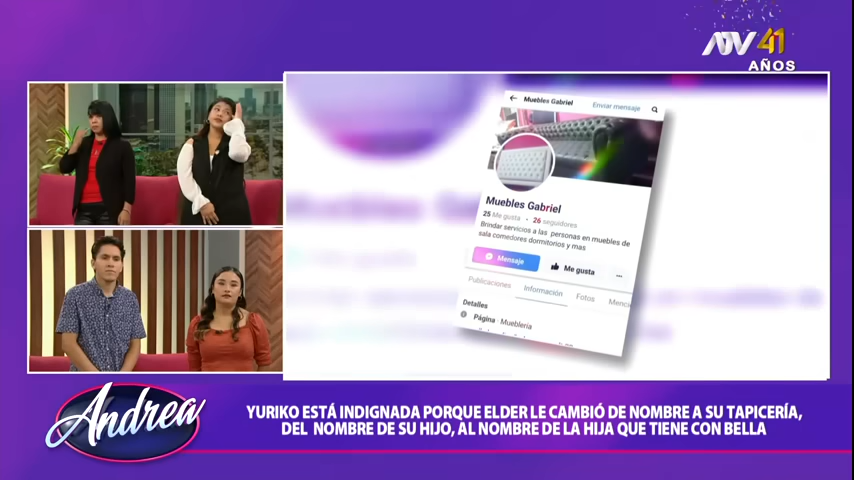 ATV 41
AÑOS
Muebles Gabriel
Enviar mensaje
Muebles Gabriel
25 Me gusta • 26 seguidores
Brindar servicios a las personas en muebles de
sala comedores dormitorios y mas
Mensaje
Me gusta
...
Publicaciones
Información
Fotos
Menci
Detalles
Página · Mueblería
Andrea
YURIKO ESTÁ INDIGNADA PORQUE ELDER LE CAMBIÓ DE NOMBRE A SU TAPICERÍA,
DEL NOMBRE DE SU HIJO, AL NOMBRE DE LA HIJA QUE TIENE CON BELLA